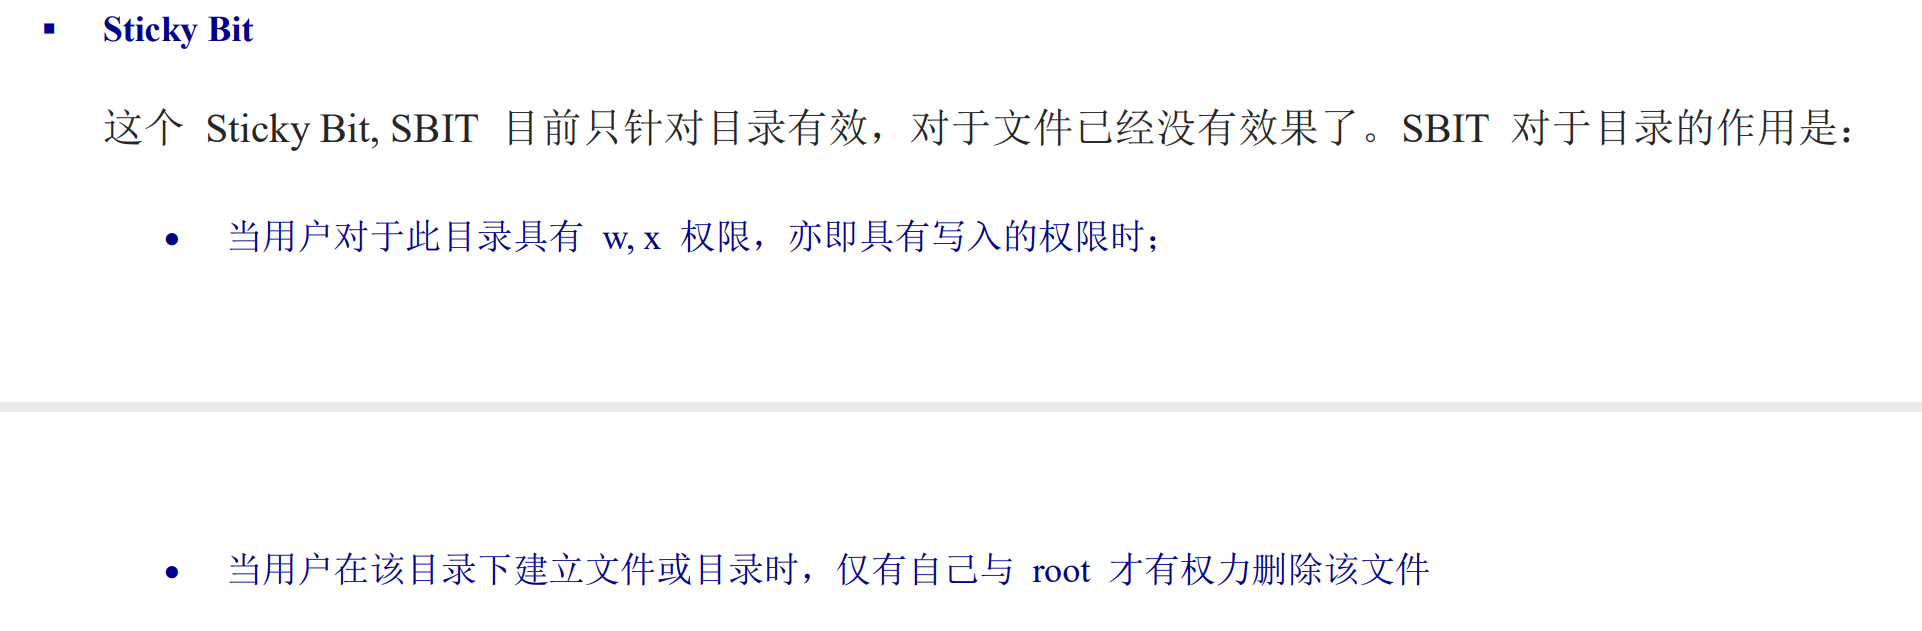 ▪ Sticky Bit
这个 Sticky Bit, SBIT 目前只针对目录有效，对于文件已经没有效果了。SBIT 对于目录的作用是：
• 当用户对于此目录具有 w, x 权限，亦即具有写入的权限时；
• 当用户在该目录下建立文件或目录时，仅有自己与 root 才有权力删除该文件